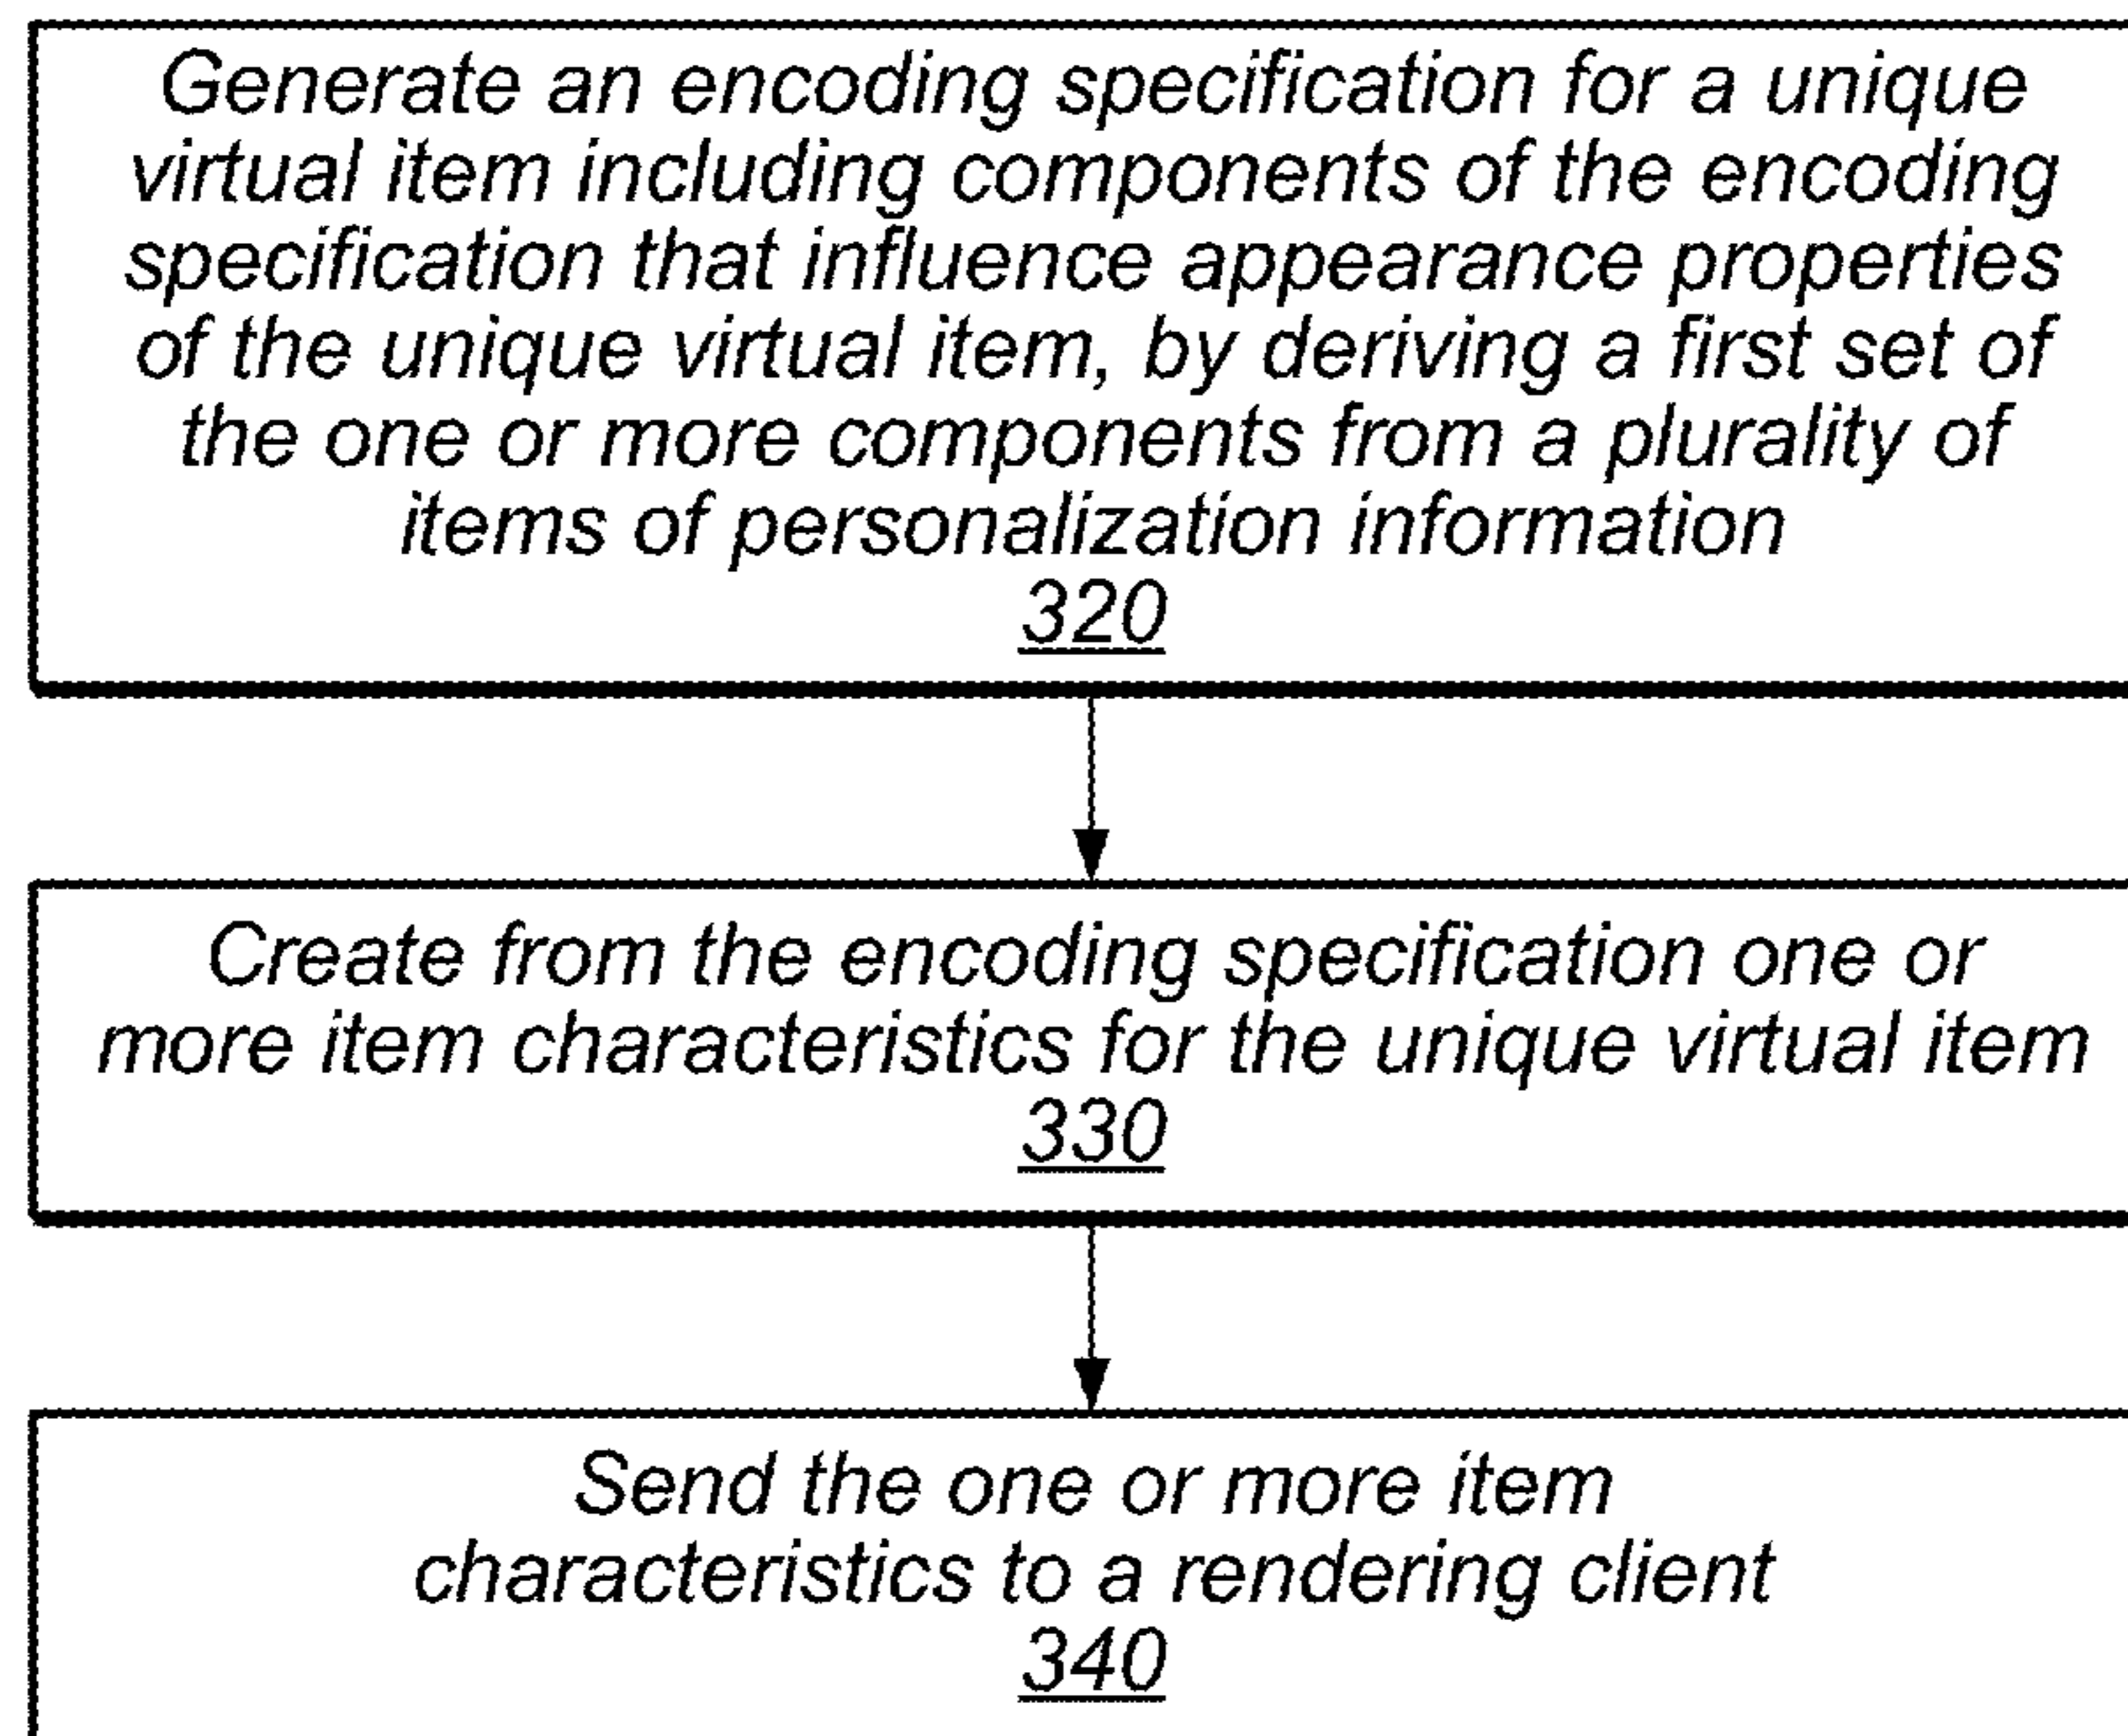 Generate an encoding specification for a unique
virtual item including components of the encoding
specification that influence appearance properties
of the unique virtual item, by deriving a first set of
the one or more components from a plurality of
items of personalization information
320
Create from the encoding specification one or
more item characteristics for the unique virtual item
330
Send the one or more item
characteristics to a rendering client
340